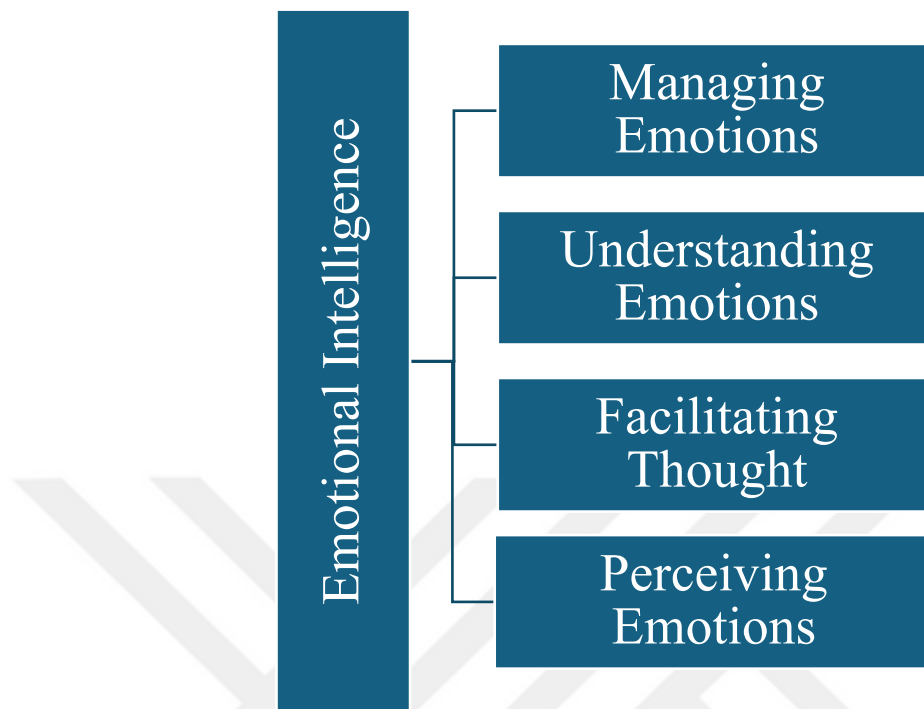 Emotional Intelligence
Managing
Emotions
Understanding
Emotions
Facilitating
Thought
Perceiving
Emotions